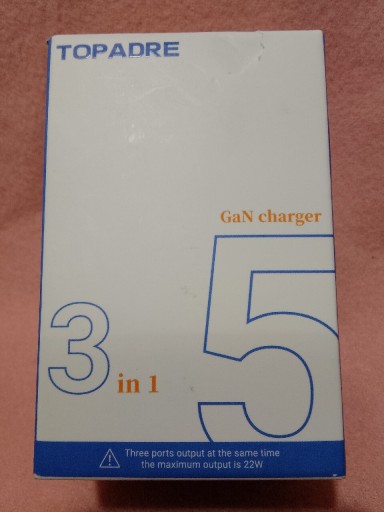 TOPADRE
GaN charger
5
3 in 1
Three ports output at the same time
the maximum output is 22W